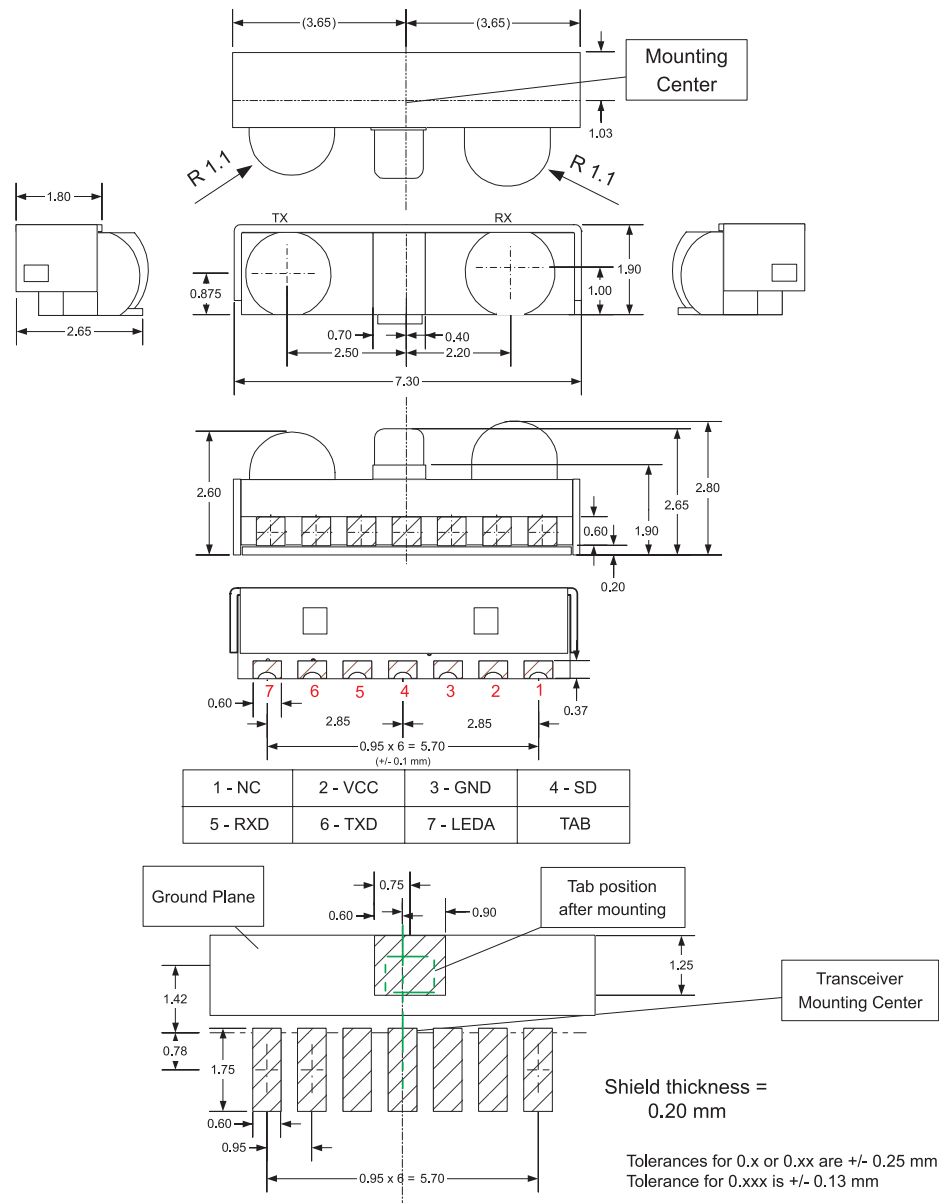 (3.65) (3.65)
Mounting
Center
1.03
R 1.1 R 1.1
1.80
TX RX
0.875
1.90
1.00
2.65
0.70 0.40
2.50 2.20
7.30
2.60
0.60
1.90
2.65
2.80
0.20
7 6 5 4 3 2 1
0.60
0.37
2.85 2.85
0.95 x 6 = 5.70
(+/- 0.1 mm)
1 - NC 2 - VCC 3 - GND 4 - SD
5 - RXD 6 - TXD 7 - LEDA TAB
Ground Plane
0.75
Tab position
after mounting
0.60 0.90
1.25
1.42
Transceiver
Mounting Center
0.78
1.75
0.60
0.95
0.95 x 6 = 5.70
Shield thickness =
0.20 mm
Tolerances for 0.x or 0.xx are +/- 0.25 mm
Tolerance for 0.xxx is +/- 0.13 mm